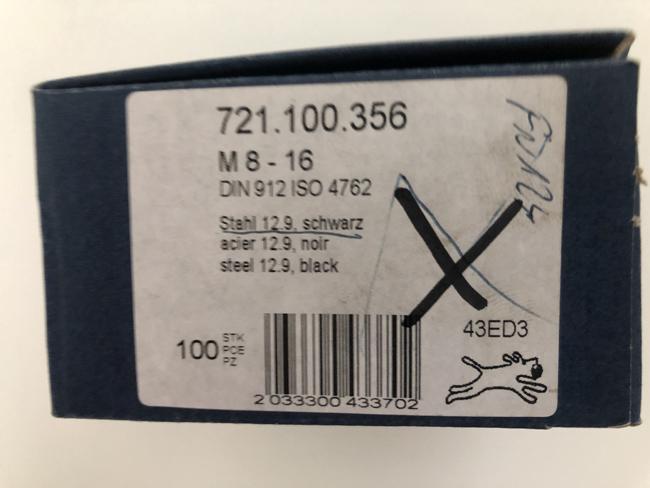 721.100.356
M 8 - 16
DIN 912 ISO 4762
Stahl 12.9, schwarz
acier 12.9, noir
steel 12.9, black
100 STK
PCE
PZ
43ED3
2 033300 433702